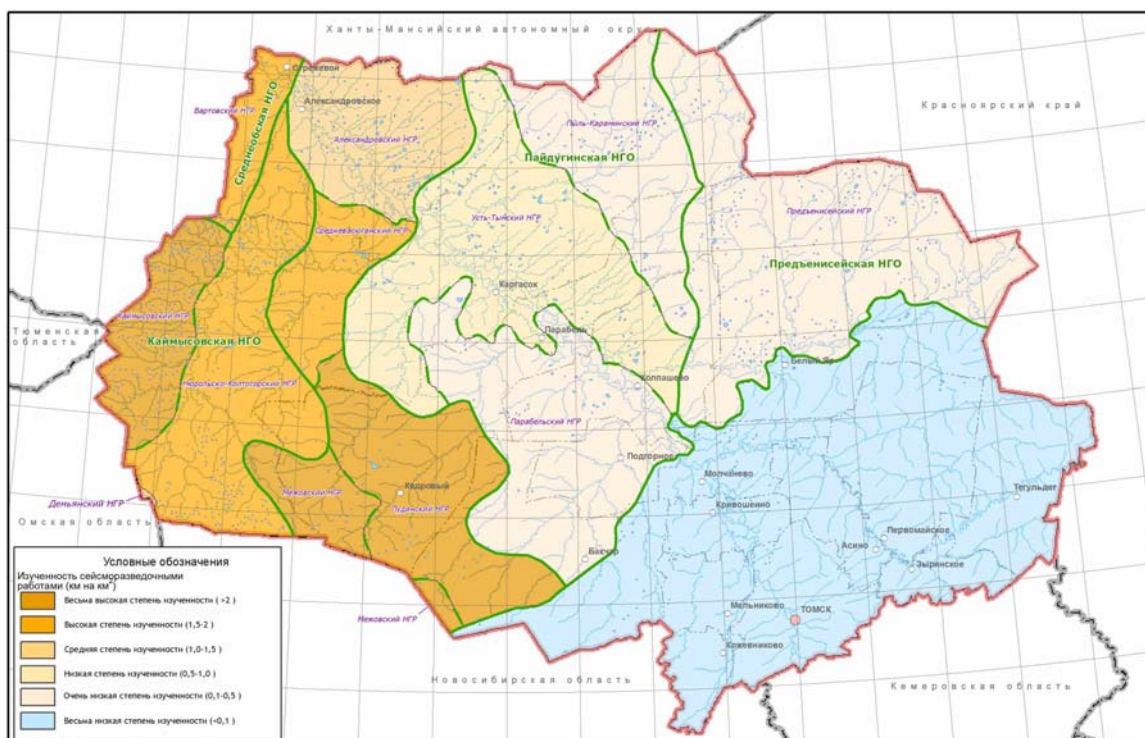 Ханты-Мансийский автономный округ
Стрежевой
Красноярский край
Вартовский НГР
Александровское
Среднеобская НГО
Александровский НГР
Пыль-Караминский НГР
Пайдугинская НГО
Предъенисейский НГР
Усть-Тымский НГР
Средневасюганский НГР
Предъенисейская НГО
Каргасок
Каймысовский НГР
Тюменская
область
Парабель
Каймысовская НГО
Белый Яр
Нюрольско-Колтогорский НГР
Колпашево
Парабельский НГР
Подгорное
Молчаново
Межовский НГР
Кедровый
Тегульдет
Демьянский НГР
Пудинский НГР
Кривошеино
Омская область
Первомайское
Асино
Бакчар
Зырянское
Межовский НГР
Мельниково
ТОМСК
Кожевниково
Новосибирская область
Кемеровская область
Условные обозначения
Изученность сейсморазведочными
работами (км на км²)
Весьма высокая степень изученности ( >2 )
Высокая степень изученности (1,5-2 )
Средняя степень изученности (1,0-1,5 )
Низкая степень изученности (0,5-1,0 )
Очень низкая степень изученности (0,1-0,5 )
Весьма низкая степень изученности (<0,1 )